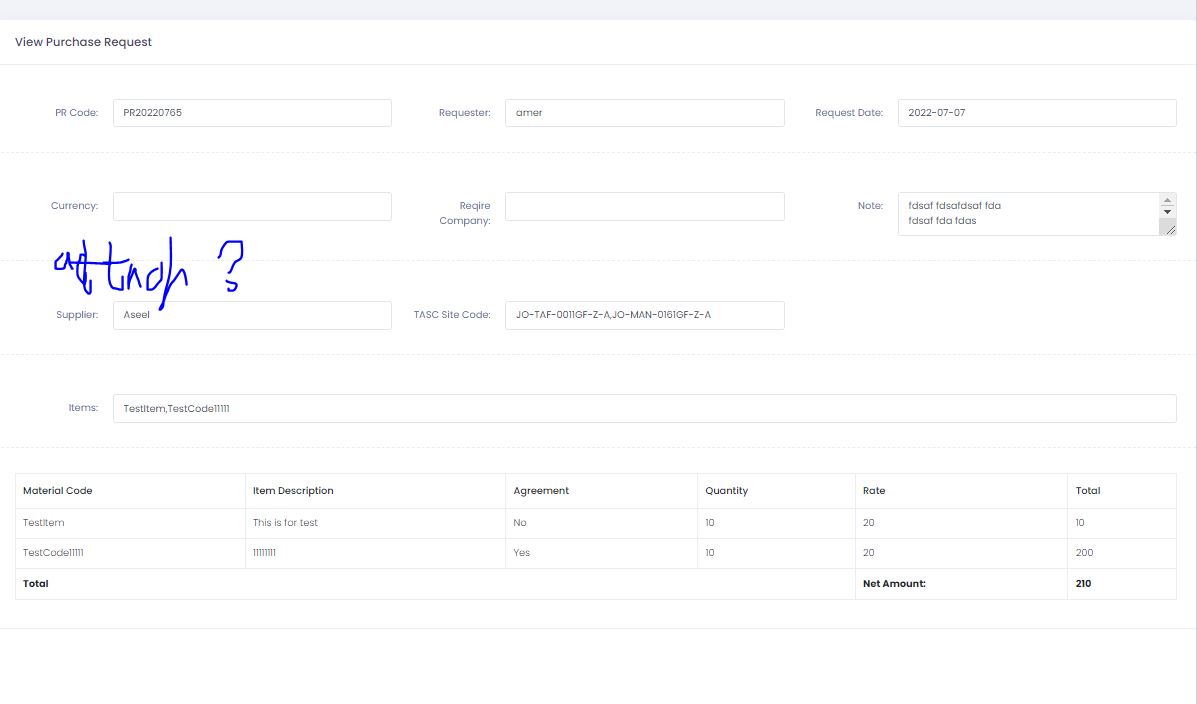 View Purchase Request
PR Code: PR20220765 Requester: amer Request Date: 2022-07-07
Currency: Reqire Company: Note: fdsaf fdsafdsaf fda
fdsaf fda fdas
?
Supplier: Aseel TASC Site Code: JO-TAF-0011GF-Z-A,JO-MAN-0161GF-Z-A
Items: TestItem,TestCode11111
Material Code Item Description Agreement Quantity Rate Total
TestItem This is for test No 10 20 10
TestCode11111 11111111 Yes 10 20 200
Total Net Amount: 210